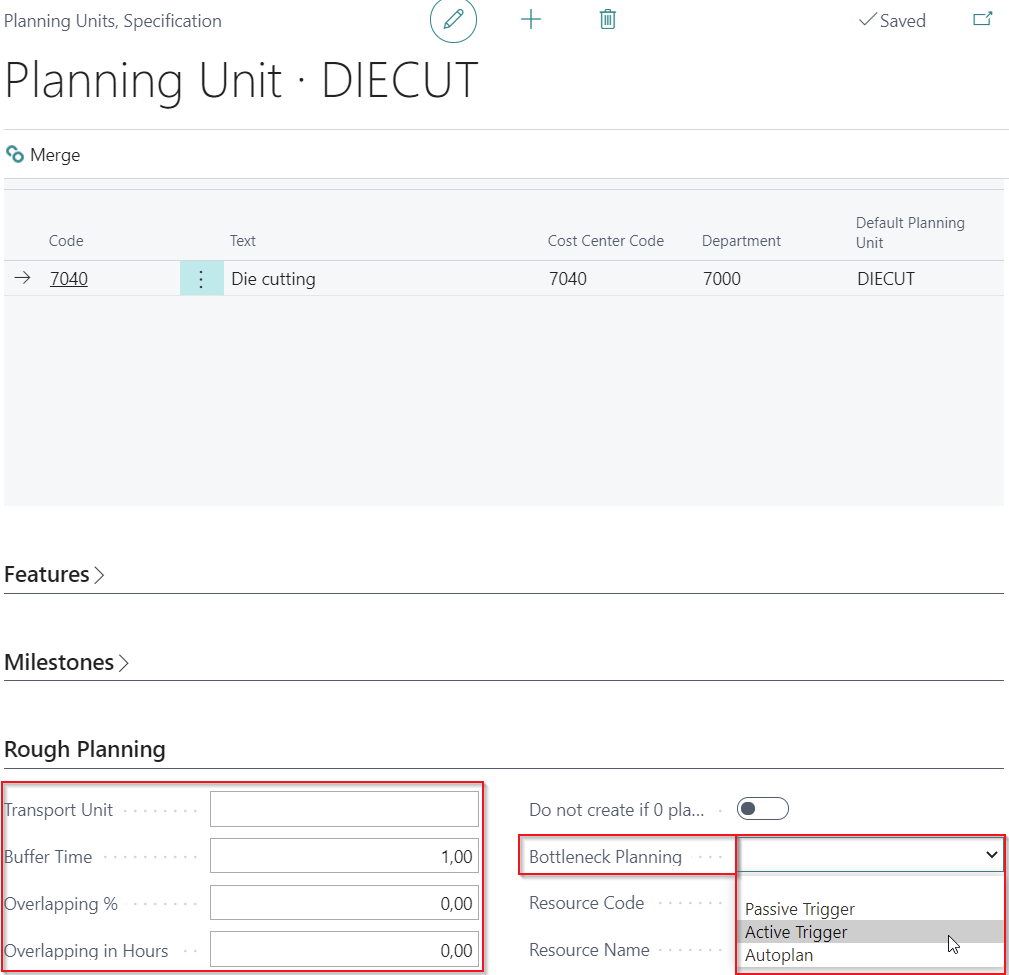 Planning Units, Specification
Saved
Planning Unit · DIECUT
Merge
Code Text Cost Center Code Department Default Planning Unit
7040 Die cutting 7040 7000 DIECUT
Features
Milestones
Rough Planning
Transport Unit Do not create if 0 pla...
Buffer Time 1,00 Bottleneck Planning
Overlapping % 0,00 Resource Code
Passive Trigger
Active Trigger
Overlapping in Hours 0,00 Resource Name
Autoplan